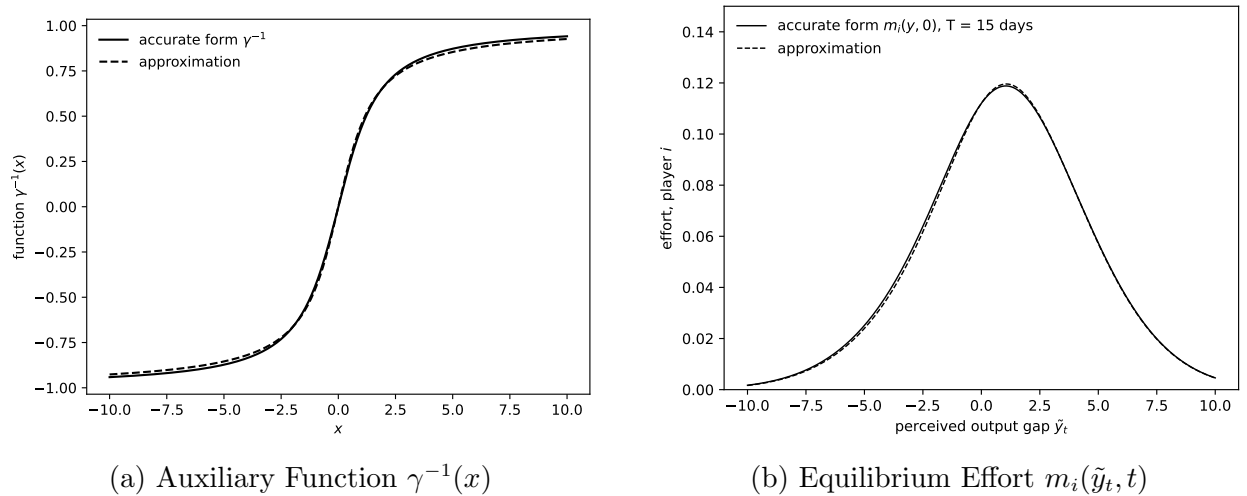 accurate form γ⁻¹
approximation
1.00
0.75
0.50
0.25
0.00
−0.25
−0.50
−0.75
−1.00
function γ⁻¹(x)
−10.0 −7.5 −5.0 −2.5 0.0 2.5 5.0 7.5 10.0
x
(a) Auxiliary Function γ⁻¹(x)
accurate form mᵢ(y, 0), T = 15 days
approximation
0.14
0.12
0.10
0.08
0.06
0.04
0.02
0.00
effort, player i
−10.0 −7.5 −5.0 −2.5 0.0 2.5 5.0 7.5 10.0
perceived output gap ỹₜ
(b) Equilibrium Effort mᵢ(ỹₜ, t)